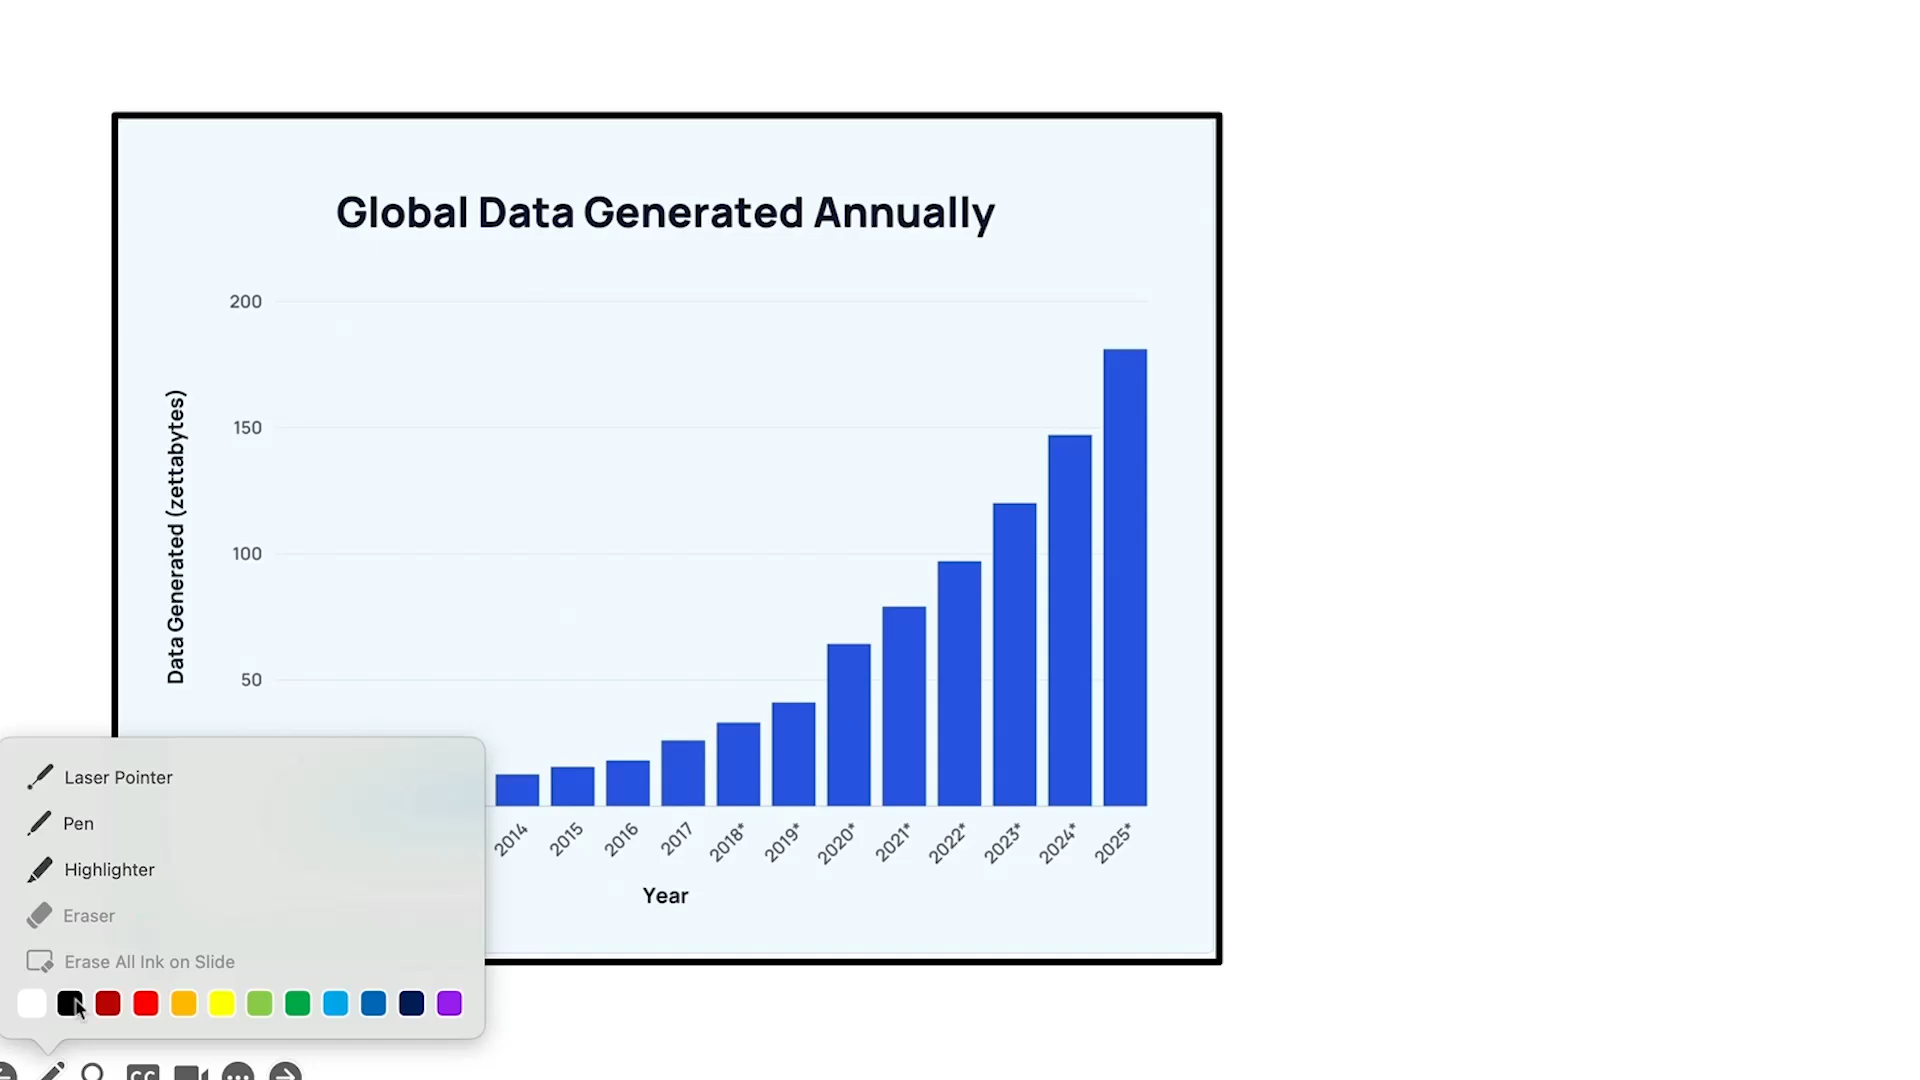 Global Data Generated Annually
200
150
100
50
Data Generated (zettabytes)
2014
2015
2016
2017
2018*
2019*
2020*
2021*
2022*
2023*
2024*
2025*
Year
Laser Pointer
Pen
Highlighter
Eraser
Erase All Ink on Slide
CC